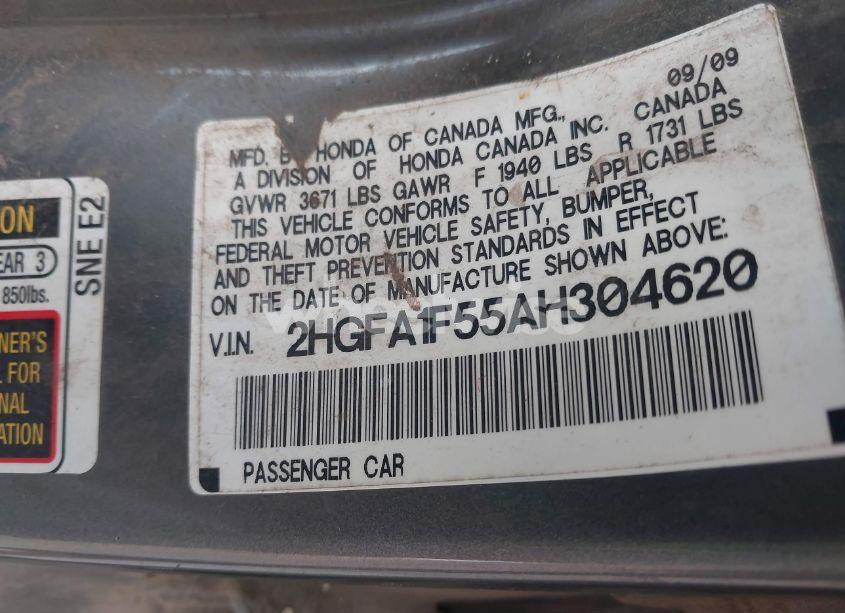 ON
EAR 3
850lbs.
NER'S
L FOR
NAL
ATION
SNE E2
09/09
MFD. B HONDA OF CANADA MFG.,
A DIVISION OF HONDA CANADA INC. CANADA
GVWR 3671 LBS GAWR F 1940 LBS R 1731 LBS
THIS VEHICLE CONFORMS TO ALL APPLICABLE
FEDERAL MOTOR VEHICLE SAFETY, BUMPER,
AND THEFT PREVENTION STANDARDS IN EFFECT
ON THE DATE OF MANUFACTURE SHOWN ABOVE:
V.I.N. 2HGFA1F55AH304620
PASSENGER CAR